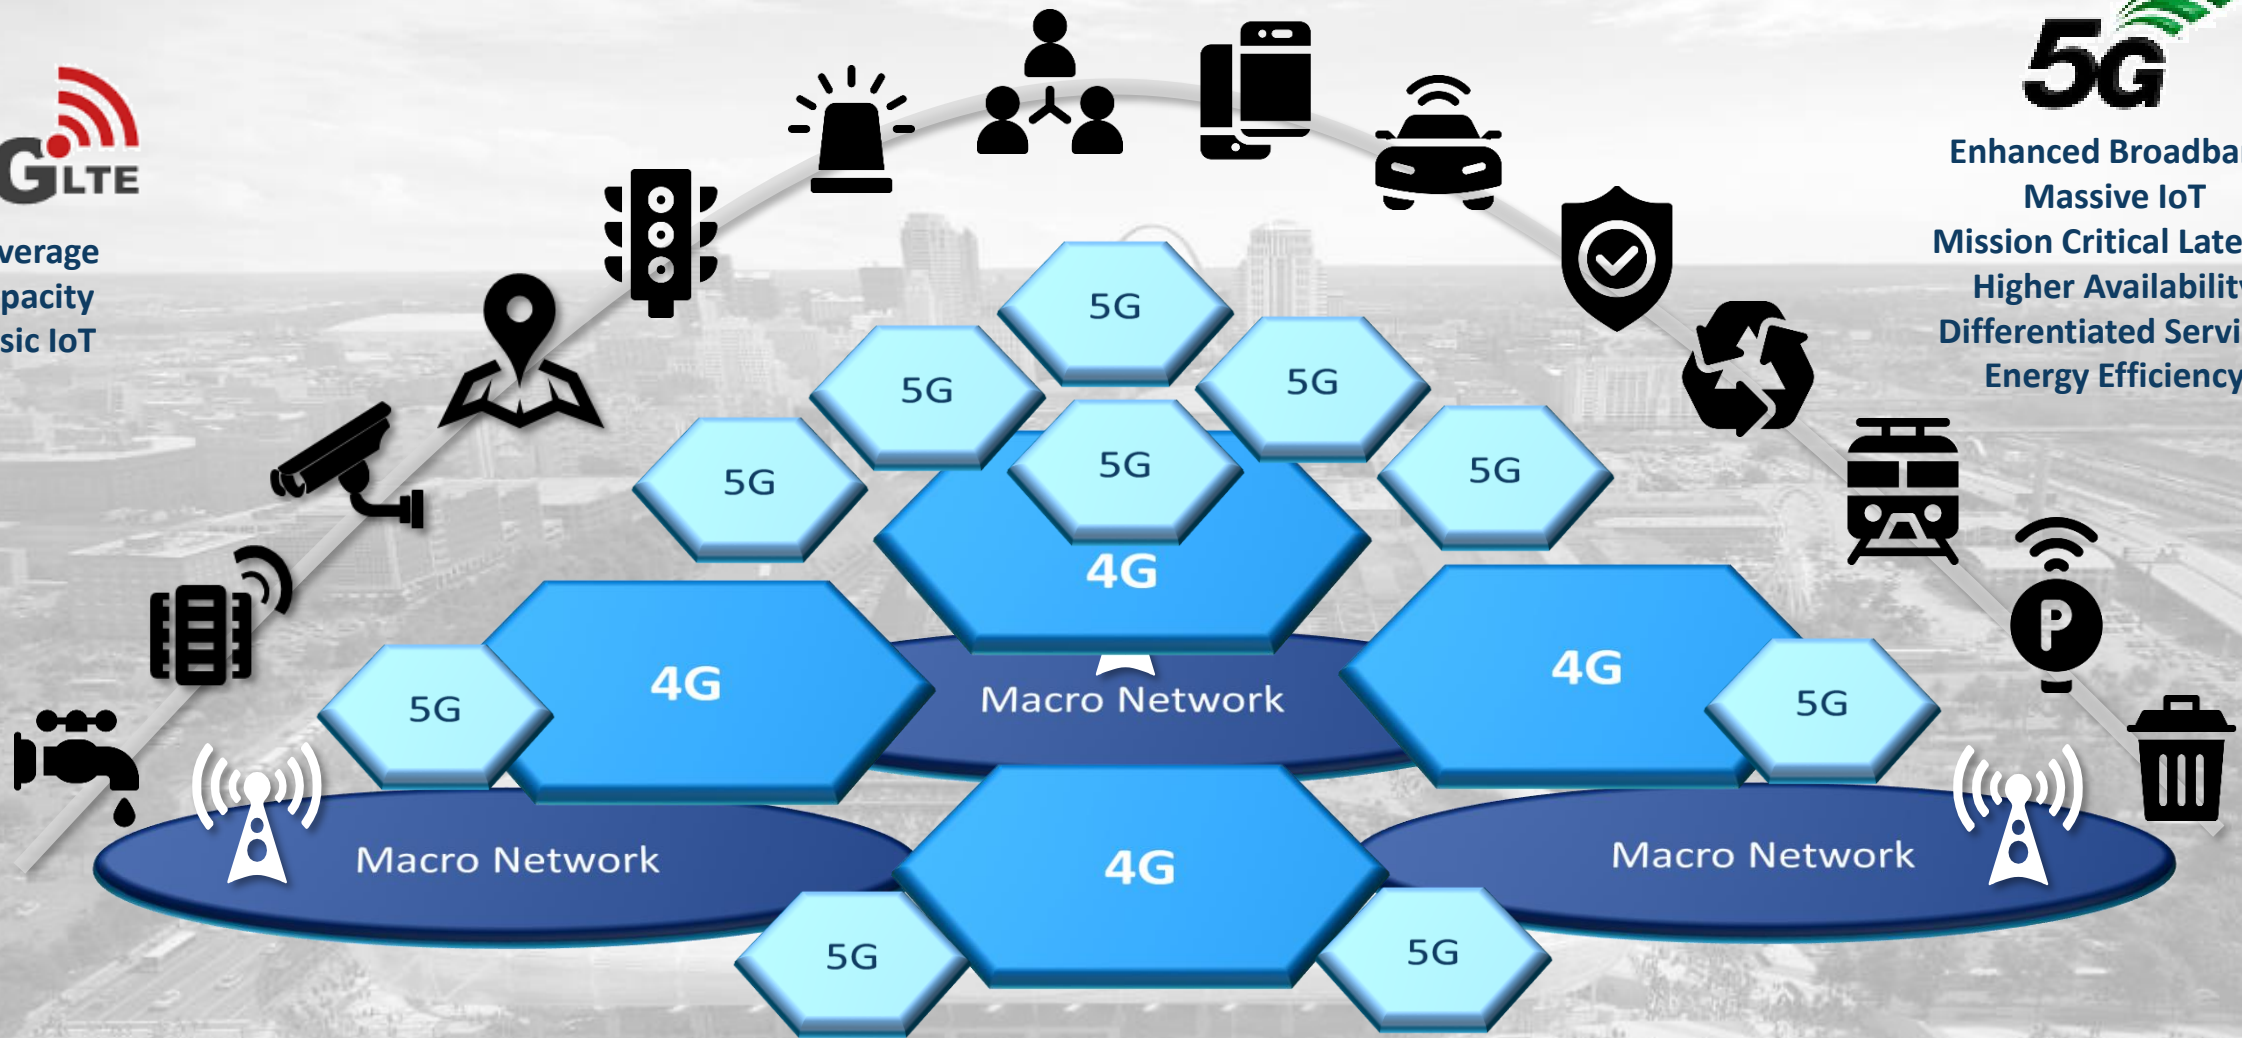 G LTE
verage
pacity
sic IoT
5G
Enhanced Broadba
Massive IoT
Mission Critical Late
Higher Availability
Differentiated Servi
Energy Efficiency
5G
5G
5G
5G
5G
5G
4G
4G
4G
5G
5G
Macro Network
P
Macro Network
Macro Network
4G
5G
5G